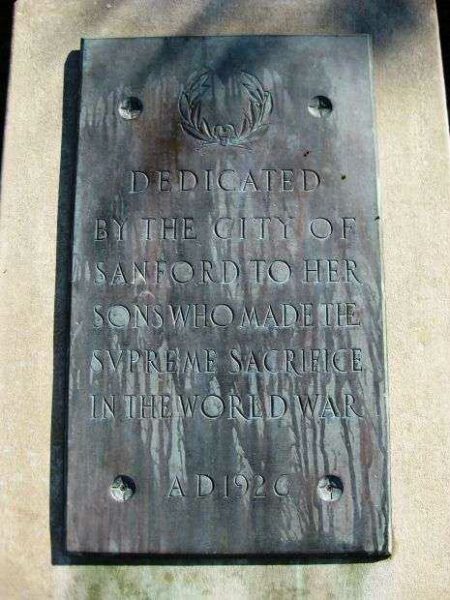 DEDICATED
BY THE CITY OF
SANFORD TO HER
SONS WHO MADE THE
SVPREME SACRIFICE
IN THE WORLD WAR
A D 1926